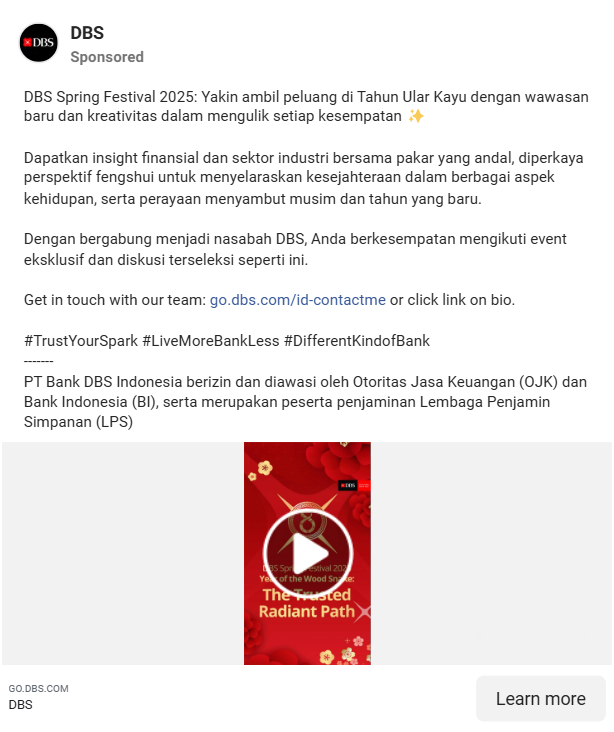 DBS
DBS
Sponsored
DBS Spring Festival 2025: Yakin ambil peluang di Tahun Ular Kayu dengan wawasan
baru dan kreativitas dalam mengulik setiap kesempatan ✨
Dapatkan insight finansial dan sektor industri bersama pakar yang andal, diperkaya
perspektif fengshui untuk menyelaraskan kesejahteraan dalam berbagai aspek
kehidupan, serta perayaan menyambut musim dan tahun yang baru.
Dengan bergabung menjadi nasabah DBS, Anda berkesempatan mengikuti event
eksklusif dan diskusi terseleksi seperti ini.
Get in touch with our team: go.dbs.com/id-contactme or click link on bio.
#TrustYourSpark #LiveMoreBankLess #DifferentKindofBank
-------
PT Bank DBS Indonesia berizin dan diawasi oleh Otoritas Jasa Keuangan (OJK) dan
Bank Indonesia (BI), serta merupakan peserta penjaminan Lembaga Penjamin
Simpanan (LPS)
DBS
DBS Spring Festival 202
Year of the Wood Snake:
The Trusted
Radiant Path
GO.DBS.COM
DBS
Learn more